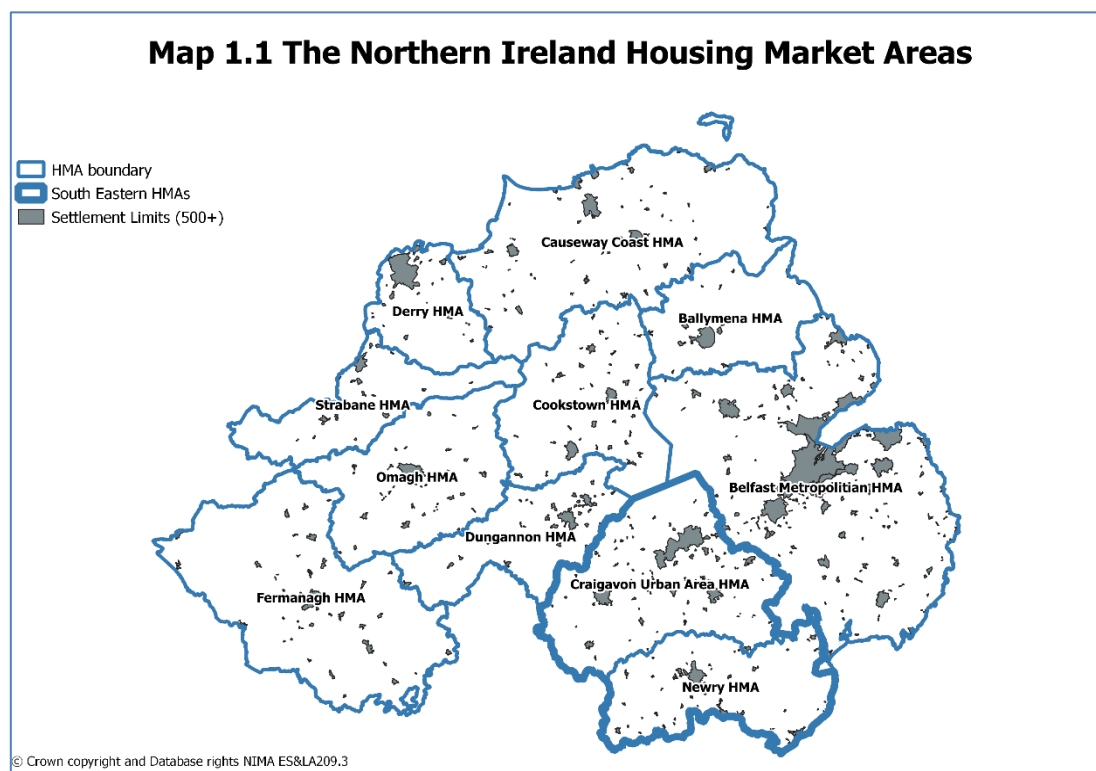 Map 1.1 The Northern Ireland Housing Market Areas
HMA boundary
South Eastern HMAs
Settlement Limits (500+)
Causeway Coast HMA
Derry HMA
Ballymena HMA
Strabane HMA
Cookstown HMA
Omagh HMA
Belfast Metropolitian HMA
Dungannon HMA
Craigavon Urban Area HMA
Fermanagh HMA
Newry HMA
© Crown copyright and Database rights NIMA ES&LA209.3